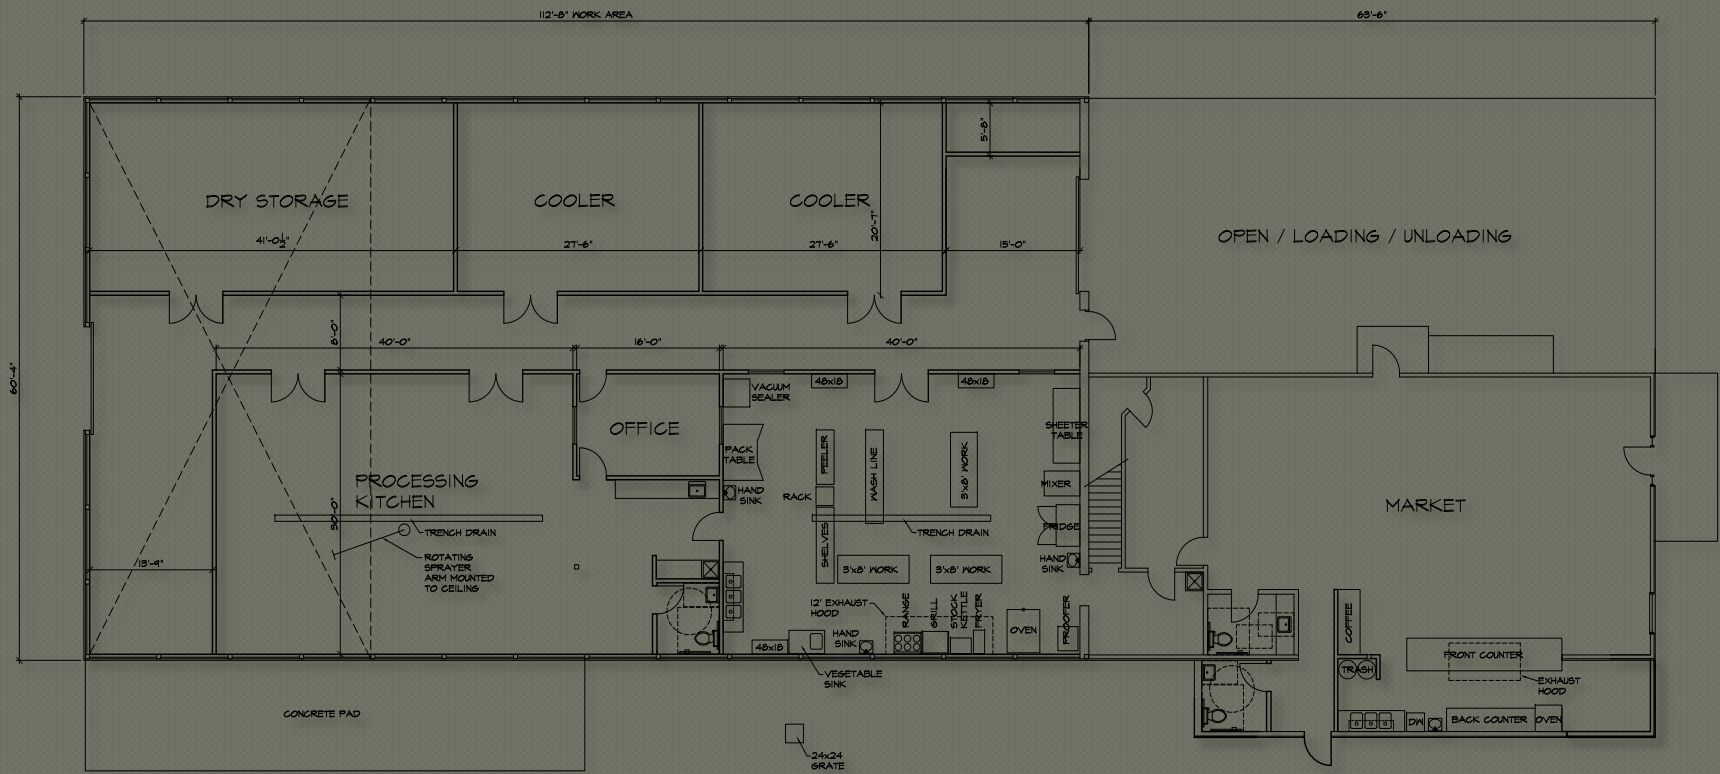 112'-8" WORK AREA
63'-6"
5'-8"
DRY STORAGE
COOLER
COOLER
20'-7"
OPEN / LOADING / UNLOADING
41'-0½"
27'-6"
27'-6"
15'-0"
60'-4"
8'-0"
40'-0"
16'-0"
40'-0"
VACUUM
SEALER
48x18
48x18
OFFICE
SHEETER
TABLE
PACK
TABLE
PEELER
WASH LINE
3'x8' WORK
PROCESSING
KITCHEN
HAND
SINK
RACK
MIXER
MARKET
30'-0"
TRENCH DRAIN
SHELVES
TRENCH DRAIN
FRIDGE
ROTATING
SPRAYER
ARM MOUNTED
TO CEILING
13'-9"
3'x8' WORK
3'x8' WORK
HAND
SINK
12' EXHAUST
HOOD
RANGE
GRILL
STOCK
KETTLE
FRYER
OVEN
PROOFER
COFFEE
48x18
HAND
SINK
VEGETABLE
SINK
FRONT COUNTER
TRASH
EXHAUST
HOOD
CONCRETE PAD
DW
BACK COUNTER
OVEN
24x24
GRATE